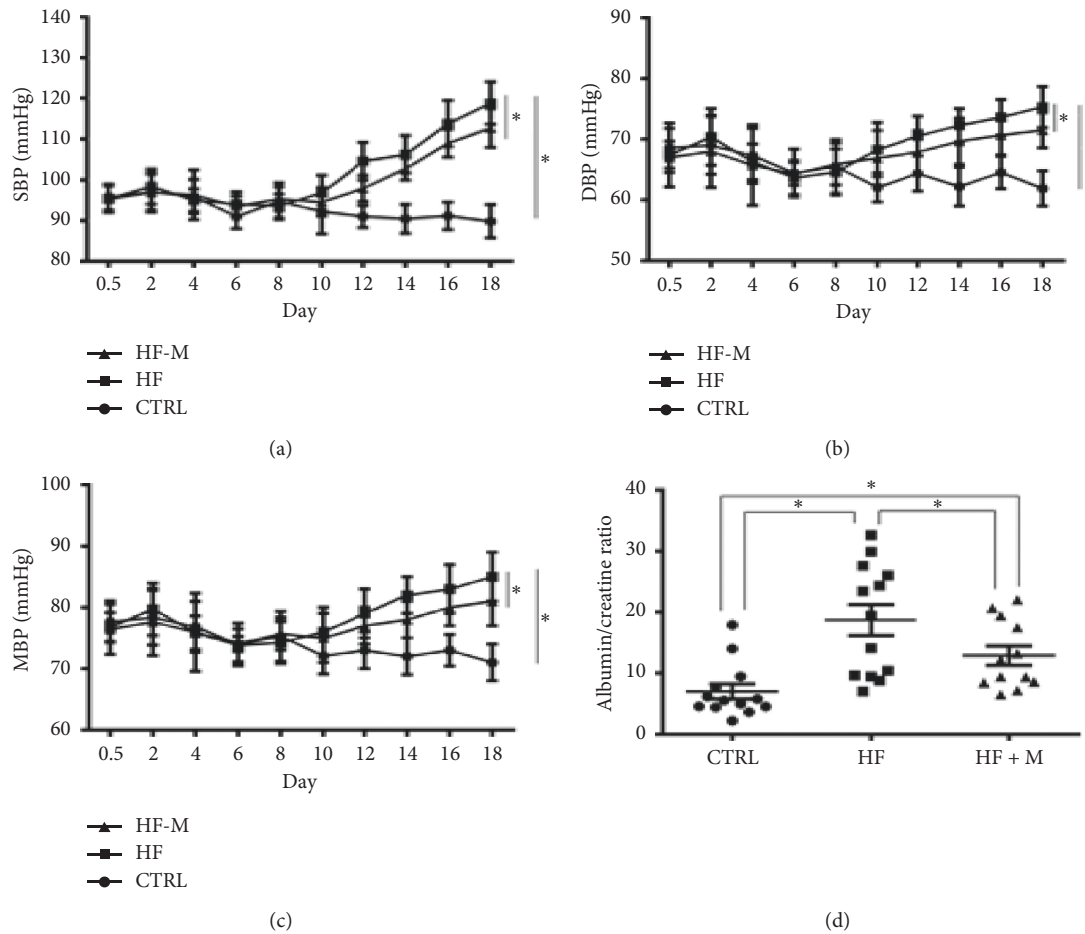 SBP (mmHg)
140
130
120
110
100
90
80
*
*
0.5 2 4 6 8 10 12 14 16 18
Day
HF-M
HF
CTRL
(a)
DBP (mmHg)
90
80
70
60
50
*
0.5 2 4 6 8 10 12 14 16 18
Day
HF-M
HF
CTRL
(b)
MBP (mmHg)
100
90
80
70
60
*
*
0.5 2 4 6 8 10 12 14 16 18
Day
HF-M
HF
CTRL
(c)
Albumin/creatine ratio
40
30
20
10
0
*
* *
CTRL HF HF + M
(d)